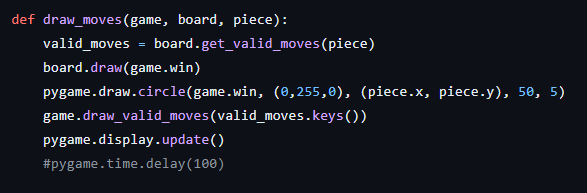 def draw_moves(game, board, piece):
    valid_moves = board.get_valid_moves(piece)
    board.draw(game.win)
    pygame.draw.circle(game.win, (0,255,0), (piece.x, piece.y), 50, 5)
    game.draw_valid_moves(valid_moves.keys())
    pygame.display.update()
    #pygame.time.delay(100)